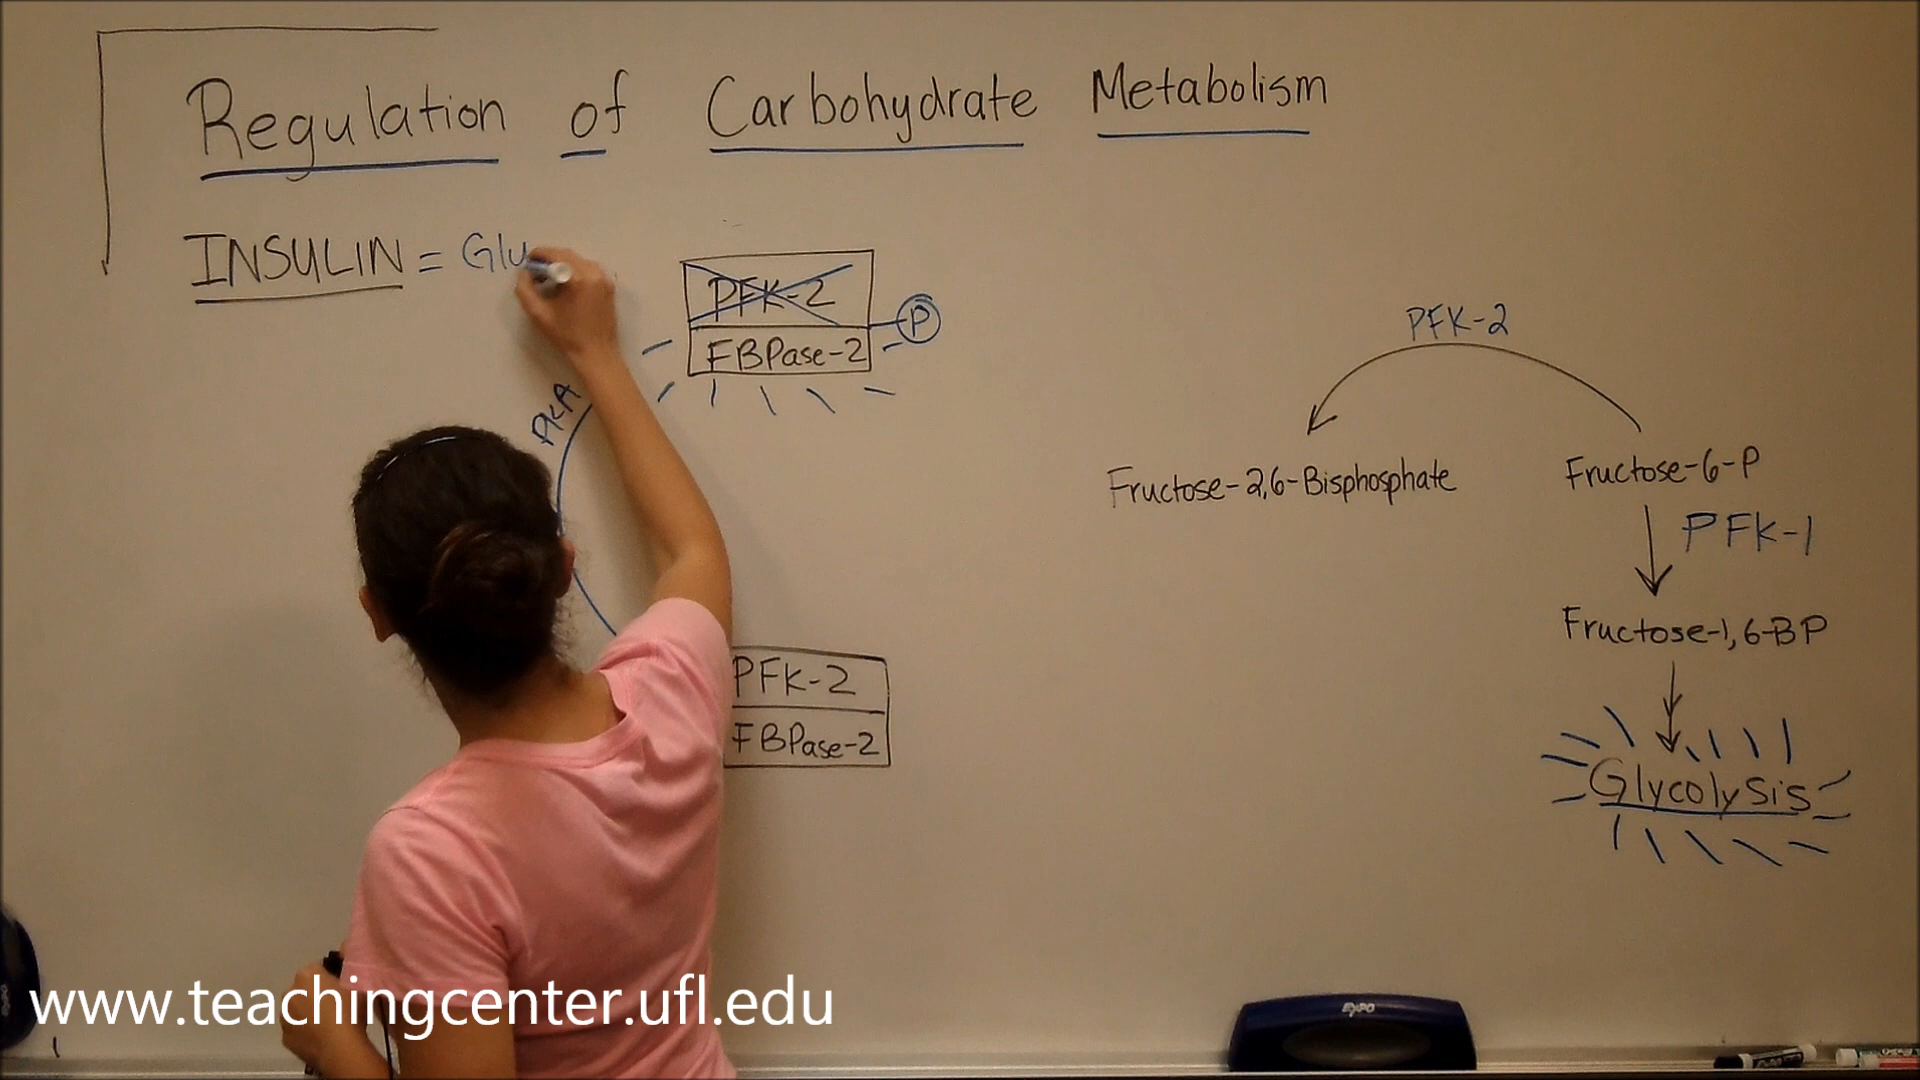 Regulation of Carbohydrate Metabolism
INSULIN = Glu
PFK-2
FBPase-2
P
PKA
PFK-2
FBPase-2
PFK-2
Fructose-2,6-Bisphosphate
Fructose-6-P
PFK-1
Fructose-1,6-BP
Glycolysis
www.teachingcenter.ufl.edu
EXPO